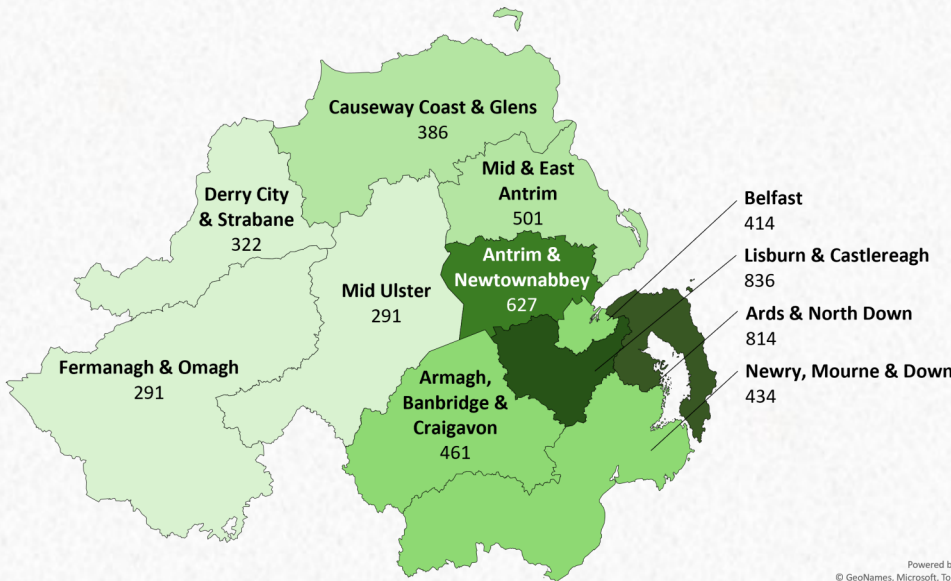 Causeway Coast & Glens
386
Mid & East
Antrim
501
Derry City
& Strabane
322
Belfast
414
Antrim &
Newtownabbey
627
Lisburn & Castlereagh
836
Mid Ulster
291
Ards & North Down
814
Fermanagh & Omagh
291
Armagh,
Banbridge &
Craigavon
461
Newry, Mourne & Down
434
Powered
© GeoNames, Microsoft,